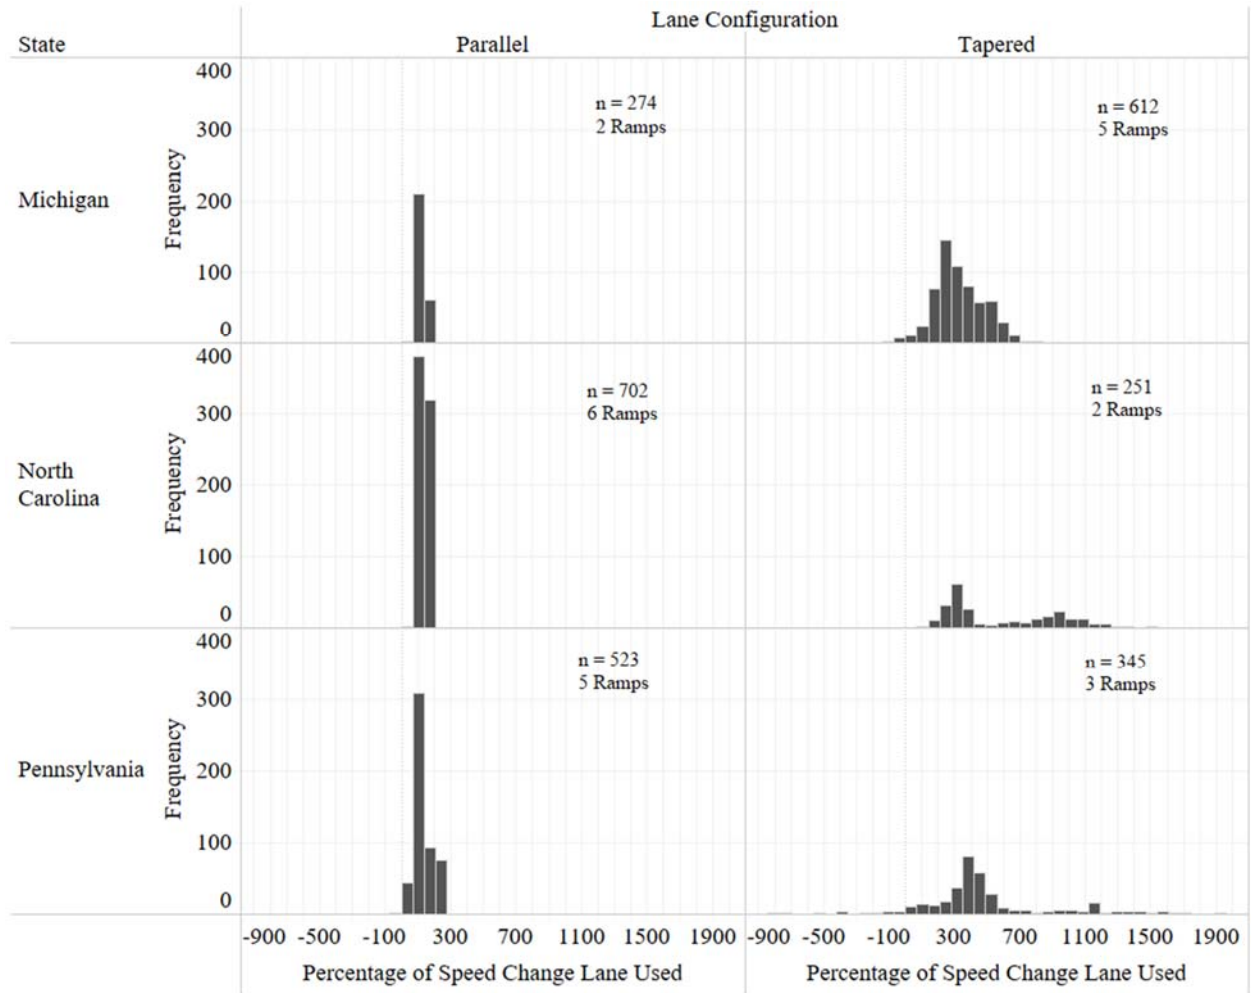 Lane Configuration
State
Parallel
Tapered
400
300
200
100
0
Frequency
Michigan
n = 274
2 Ramps
n = 612
5 Ramps
400
300
200
100
0
Frequency
North
Carolina
n = 702
6 Ramps
n = 251
2 Ramps
400
300
200
100
0
Frequency
Pennsylvania
n = 523
5 Ramps
n = 345
3 Ramps
-900 -500 -100 300 700 1100 1500 1900
-900 -500 -100 300 700 1100 1500 1900
Percentage of Speed Change Lane Used
Percentage of Speed Change Lane Used